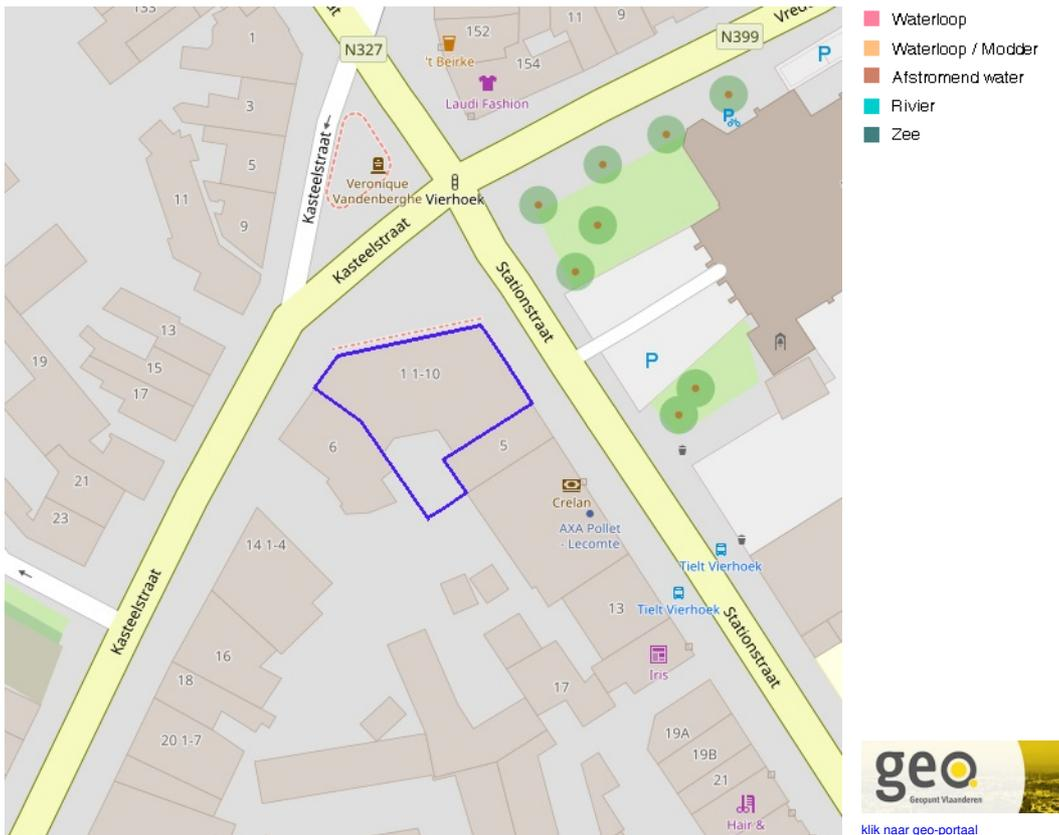 133
1
3
5
9
11
N327
Kasteelstraat
152
't Beirke
154
Laudi Fashion
11
9
N399
P
P
Veronique
Vandenberghe
Vierhoek
Kasteelstraat
Stationstraat
13
15
17
19
21
23
1 1-10
6
5
P
Crelan
AXA Pollet
- Lecomte
Tielt Vierhoek
Tielt Vierhoek
13
Iris
Stationstraat
Kasteelstraat
14 1-4
16
18
20 1-7
17
19A
19B
21
Hair &
Waterloop
Waterloop / Modder
Afstromend water
Rivier
Zee
geo
Geopunt Vlaanderen
klik naar geo-portaal